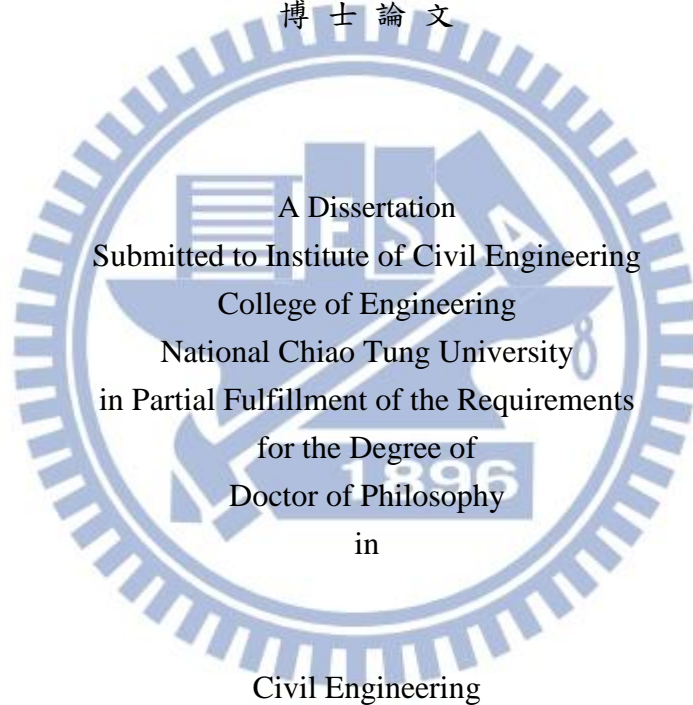 博士論文
A Dissertation
Submitted to Institute of Civil Engineering
College of Engineering
National Chiao Tung University
in Partial Fulfillment of the Requirements
for the Degree of
Doctor of Philosophy
1896
in
Civil Engineering